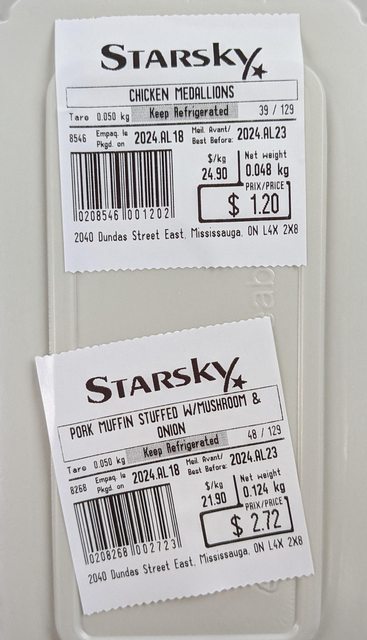 STARSKY
CHICKEN MEDALLIONS
Tare 0.050 kg Keep Refrigerated 39 / 129
8546 Empaq. le Pkgd. on 2024.AL18 Meil. Avant/ Best Before: 2024.AL23
$/kg Net weight
24.90 0.048 kg
PRIX/PRICE
$ 1.20
0208546 001202
2040 Dundas Street East, Mississauga, ON L4X 2X8
STARSKY
PORK MUFFIN STUFFED W/MUSHROOM &
ONION
Tare 0.050 kg Keep Refrigerated 48 / 129
8268 Empaq. le Pkgd. on 2024.AL18 Meil. Avant/ Best Before: 2024.AL23
$/kg Net weight
21.90 0.124 kg
PRIX/PRICE
$ 2.72
0208268 002723
2040 Dundas Street East, Mississauga, ON L4X 2X8